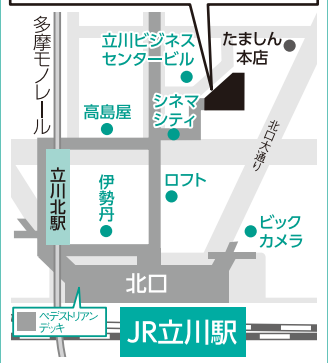 多摩モノレール
立川ビジネス
センタービル
たましん
本店
高島屋
シネマ
シティ
北口大通り
立川北駅
伊勢丹
ロフト
ビック
カメラ
北口
ペデストリアン
デッキ
JR立川駅